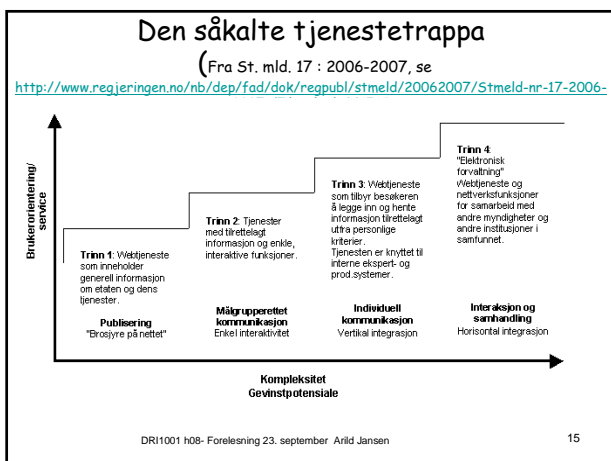 Den såkalte tjenestetrappa
(Fra St. mld. 17 : 2006-2007, se
http://www.regjeringen.no/nb/dep/fad/dok/regpubl/stmeld/20062007/Stmeld-nr-17-2006-
Brukerorientering/
service
Trinn 1: Webtjeneste
som inneholder
generell informasjon
om etaten og dens
tjenester.
Publisering
"Brosjyre på nettet"
Trinn 2: Tjenester
med tilrettelagt
informasjon og enkle,
interaktive funksjoner.
Målgrupperettet
kommunikasjon
Enkel interaktivitet
Trinn 3: Webtjeneste
som tilbyr besøkeren
å legge inn og hente
informasjon tilrettelagt
utfra personlige
kriterier.
Tjenesten er knyttet til
interne ekspert- og
prod.systemer.
Individuell
kommunikasjon
Vertikal integrasjon
Trinn 4:
"Elektronisk
forvaltning"
Webtjeneste og
nettverksfunksjoner
for samarbeid med
andre myndigheter og
andre institusjoner i
samfunnet.
Interaksjon og
samhandling
Horisontal integrasjon
Kompleksitet
Gevinstpotensiale
DRI1001 h08- Forelesning 23. september Arild Jansen
15